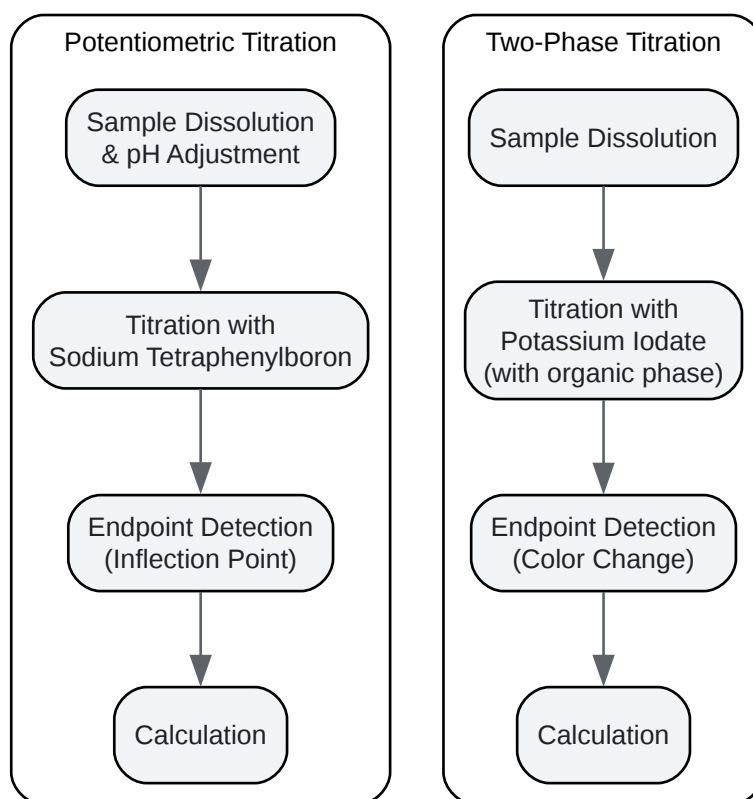 Potentiometric Titration
Sample Dissolution
& pH Adjustment
Titration with
Sodium Tetraphenylboron
Endpoint Detection
(Inflection Point)
Calculation
Two-Phase Titration
Sample Dissolution
Titration with
Potassium Iodate
(with organic phase)
Endpoint Detection
(Color Change)
Calculation